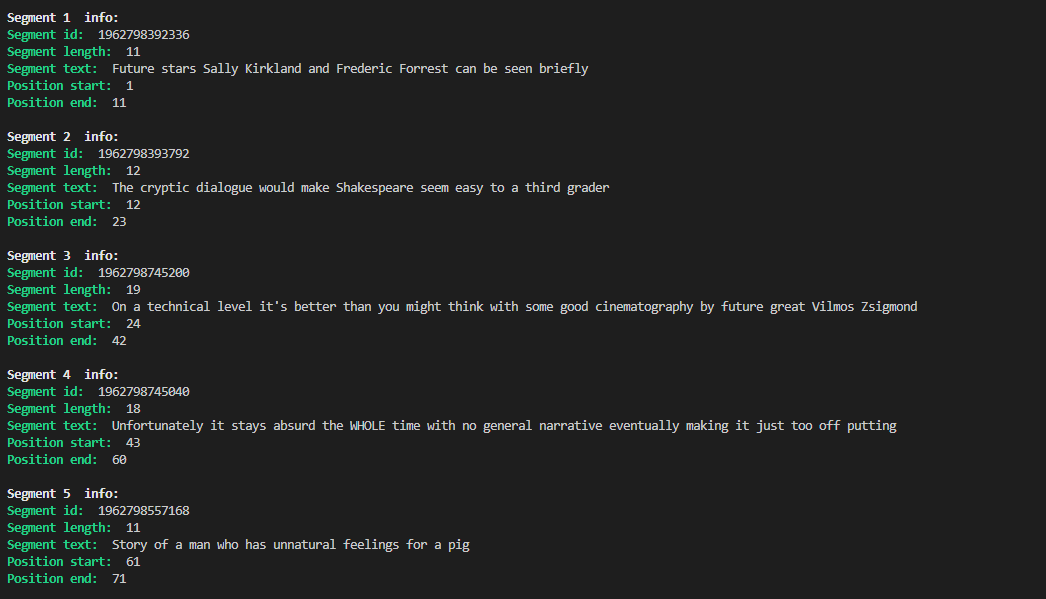 Segment 1  info:
Segment id:  1962798392336
Segment length:  11
Segment text:  Future stars Sally Kirkland and Frederic Forrest can be seen briefly
Position start:  1
Position end:  11
Segment 2  info:
Segment id:  1962798393792
Segment length:  12
Segment text:  The cryptic dialogue would make Shakespeare seem easy to a third grader
Position start:  12
Position end:  23
Segment 3  info:
Segment id:  1962798745200
Segment length:  19
Segment text:  On a technical level it's better than you might think with some good cinematography by future great Vilmos Zsigmond
Position start:  24
Position end:  42
Segment 4  info:
Segment id:  1962798745040
Segment length:  18
Segment text:  Unfortunately it stays absurd the WHOLE time with no general narrative eventually making it just too off putting
Position start:  43
Position end:  60
Segment 5  info:
Segment id:  1962798557168
Segment length:  11
Segment text:  Story of a man who has unnatural feelings for a pig
Position start:  61
Position end:  71